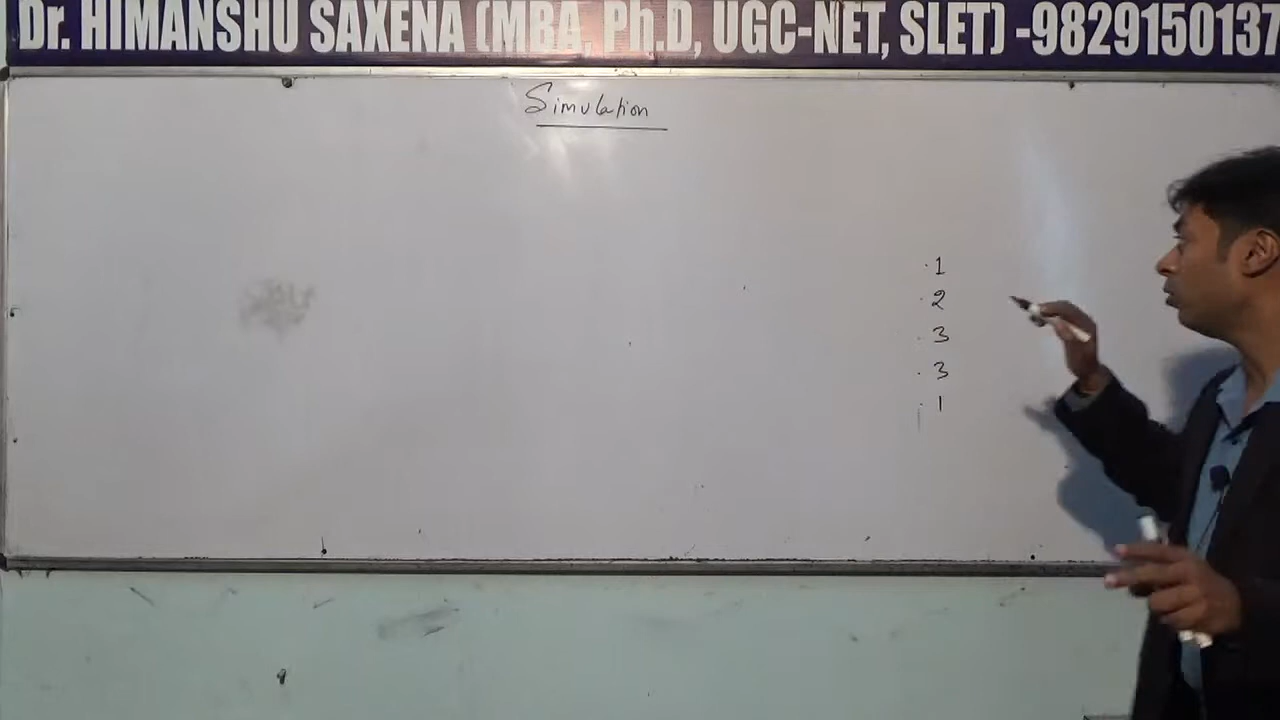 Dr. HIMANSHU SAXENA (MBA, Ph.D, UGC-NET, SLET) -9829150137
Simulation
1
2
3
3
1